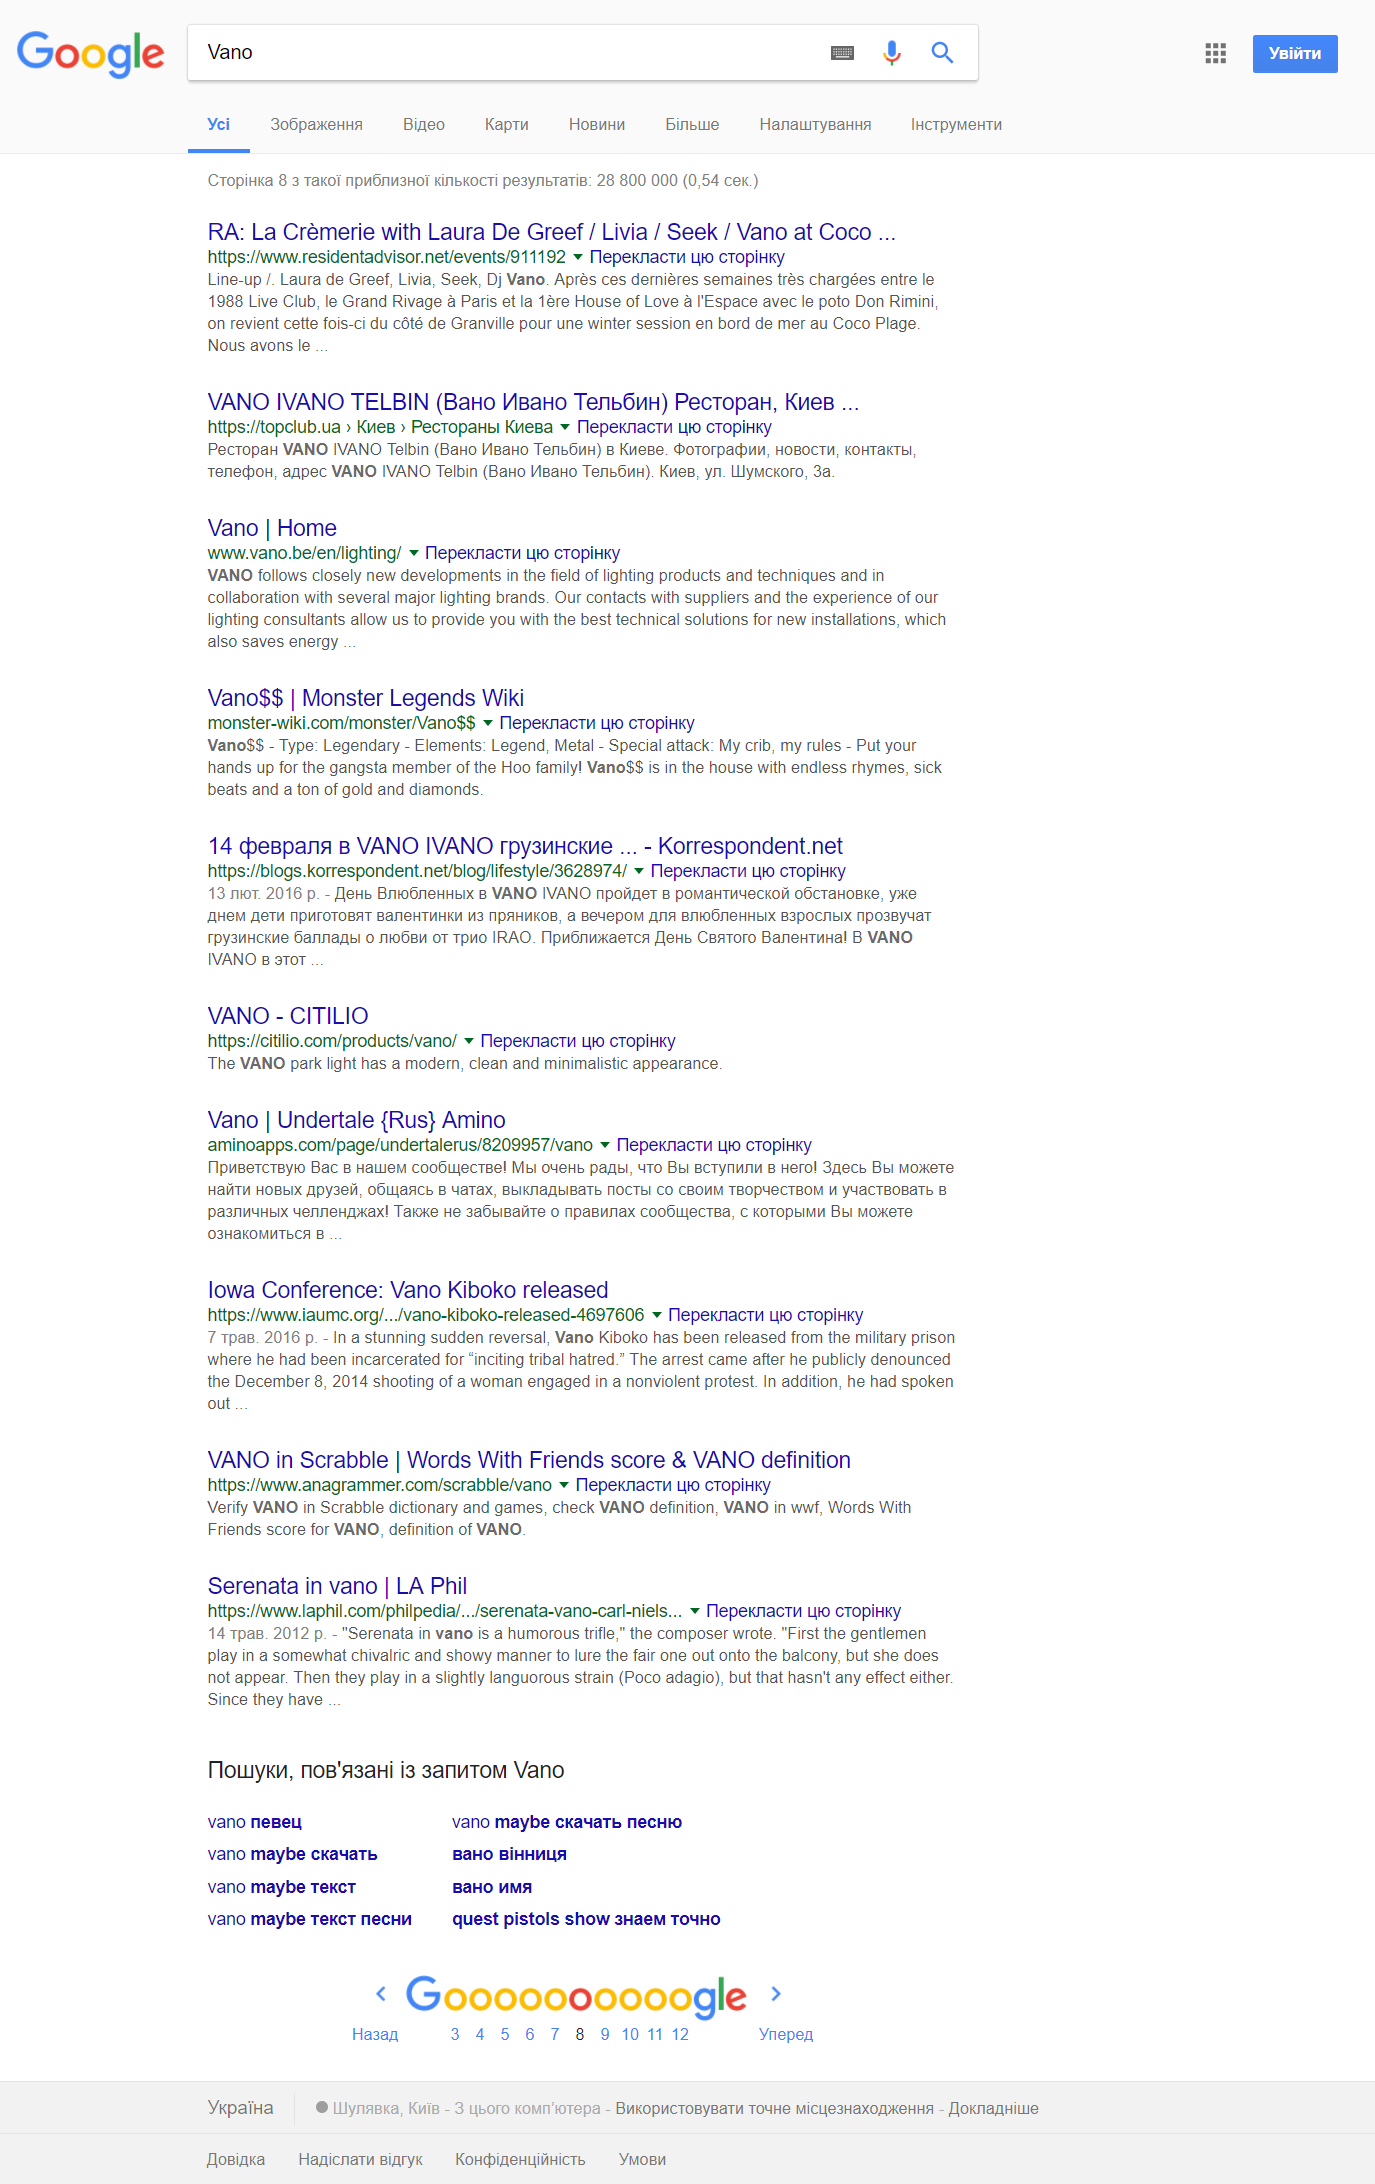 Google
Vano
Увійти
Усі Зображення Відео Карти Новини Більше Налаштування Інструменти
Сторінка 8 з такої приблизної кількості результатів: 28 800 000 (0,54 сек.)
RA: La Crèmerie with Laura De Greef / Livia / Seek / Vano at Coco ...
https://www.residentadvisor.net/events/911192 Перекласти цю сторінку
Line-up /. Laura de Greef, Livia, Seek, Dj Vano. Après ces dernières semaines très chargées entre le
1988 Live Club, le Grand Rivage à Paris et la 1ère House of Love à l'Espace avec le poto Don Rimini,
on revient cette fois-ci du côté de Granville pour une winter session en bord de mer au Coco Plage.
Nous avons le ...
VANO IVANO TELBIN (Вано Ивано Тельбин) Ресторан, Киев ...
https://topclub.ua › Киев › Рестораны Киева Перекласти цю сторінку
Ресторан VANO IVANO Telbin (Вано Ивано Тельбин) в Киеве. Фотографии, новости, контакты,
телефон, адрес VANO IVANO Telbin (Вано Ивано Тельбин). Киев, ул. Шумского, 3а.
Vano | Home
www.vano.be/en/lighting/ Перекласти цю сторінку
VANO follows closely new developments in the field of lighting products and techniques and in
collaboration with several major lighting brands. Our contacts with suppliers and the experience of our
lighting consultants allow us to provide you with the best technical solutions for new installations, which
also saves energy ...
Vano$$ | Monster Legends Wiki
monster-wiki.com/monster/Vano$$ Перекласти цю сторінку
Vano$$ - Type: Legendary - Elements: Legend, Metal - Special attack: My crib, my rules - Put your
hands up for the gangsta member of the Hoo family! Vano$$ is in the house with endless rhymes, sick
beats and a ton of gold and diamonds.
14 февраля в VANO IVANO грузинские ... - Korrespondent.net
https://blogs.korrespondent.net/blog/lifestyle/3628974/ Перекласти цю сторінку
13 лют. 2016 р. - День Влюбленных в VANO IVANO пройдет в романтической обстановке, уже
днем дети приготовят валентинки из пряников, а вечером для влюбленных взрослых прозвучат
грузинские баллады о любви от трио IRAO. Приближается День Святого Валентина! В VANO
IVANO в этот ...
VANO - CITILIO
https://citilio.com/products/vano/ Перекласти цю сторінку
The VANO park light has a modern, clean and minimalistic appearance.
Vano | Undertale {Rus} Amino
aminoapps.com/page/undertalerus/8209957/vano Перекласти цю сторінку
Приветствую Вас в нашем сообществе! Мы очень рады, что Вы вступили в него! Здесь Вы можете
найти новых друзей, общаясь в чатах, выкладывать посты со своим творчеством и участвовать в
различных челленджах! Также не забывайте о правилах сообщества, с которыми Вы можете
ознакомиться в ...
Iowa Conference: Vano Kiboko released
https://www.iaumc.org/.../vano-kiboko-released-4697606 Перекласти цю сторінку
7 трав. 2016 р. - In a stunning sudden reversal, Vano Kiboko has been released from the military prison
where he had been incarcerated for “inciting tribal hatred.” The arrest came after he publicly denounced
the December 8, 2014 shooting of a woman engaged in a nonviolent protest. In addition, he had spoken
out ...
VANO in Scrabble | Words With Friends score & VANO definition
https://www.anagrammer.com/scrabble/vano Перекласти цю сторінку
Verify VANO in Scrabble dictionary and games, check VANO definition, VANO in wwf, Words With
Friends score for VANO, definition of VANO.
Serenata in vano | LA Phil
https://www.laphil.com/philpedia/.../serenata-vano-carl-niels... Перекласти цю сторінку
14 трав. 2012 р. - "Serenata in vano is a humorous trifle," the composer wrote. "First the gentlemen
play in a somewhat chivalric and showy manner to lure the fair one out onto the balcony, but she does
not appear. Then they play in a slightly languorous strain (Poco adagio), but that hasn't any effect either.
Since they have ...
Пошуки, пов'язані із запитом Vano
vano певец vano maybe скачать песню
vano maybe скачать вано вінниця
vano maybe текст вано имя
vano maybe текст песни quest pistols show знаем точно
Goooooooooogle
Назад 3 4 5 6 7 8 9 10 11 12 Уперед
Україна Шулявка, Київ - З цього комп'ютера - Використовувати точне місцезнаходження - Докладніше
Довідка Надіслати відгук Конфіденційність Умови